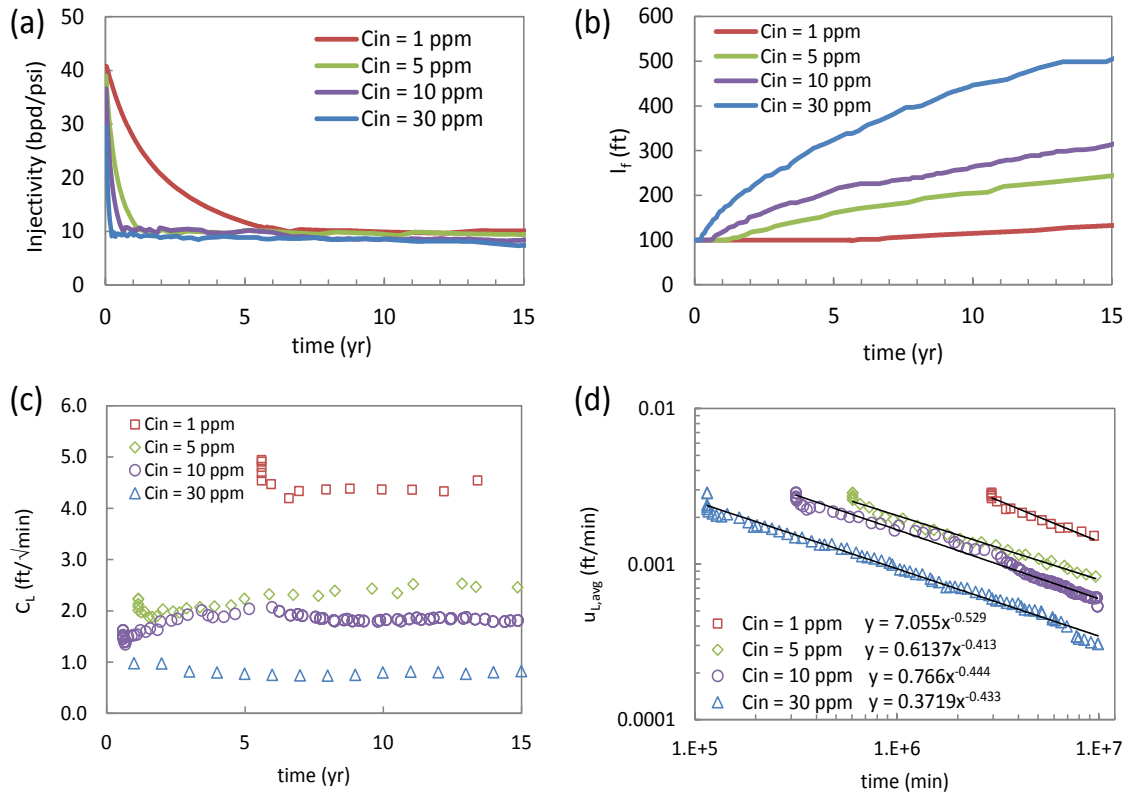 (a)
50
40
30
20
10
0
Injectivity (bpd/psi)
Cin = 1 ppm
Cin = 5 ppm
Cin = 10 ppm
Cin = 30 ppm
0 5 10 15
time (yr)
(b)
600
500
400
300
200
100
0
l_f (ft)
Cin = 1 ppm
Cin = 5 ppm
Cin = 10 ppm
Cin = 30 ppm
0 5 10 15
time (yr)
(c)
6.0
5.0
4.0
3.0
2.0
1.0
0.0
C_L (ft/√min)
Cin = 1 ppm
Cin = 5 ppm
Cin = 10 ppm
Cin = 30 ppm
0 5 10 15
time (yr)
(d)
0.01
0.001
0.0001
u_L,avg (ft/min)
Cin = 1 ppm y = 7.055x^-0.529
Cin = 5 ppm y = 0.6137x^-0.413
Cin = 10 ppm y = 0.766x^-0.444
Cin = 30 ppm y = 0.3719x^-0.433
1.E+5 1.E+6 1.E+7
time (min)